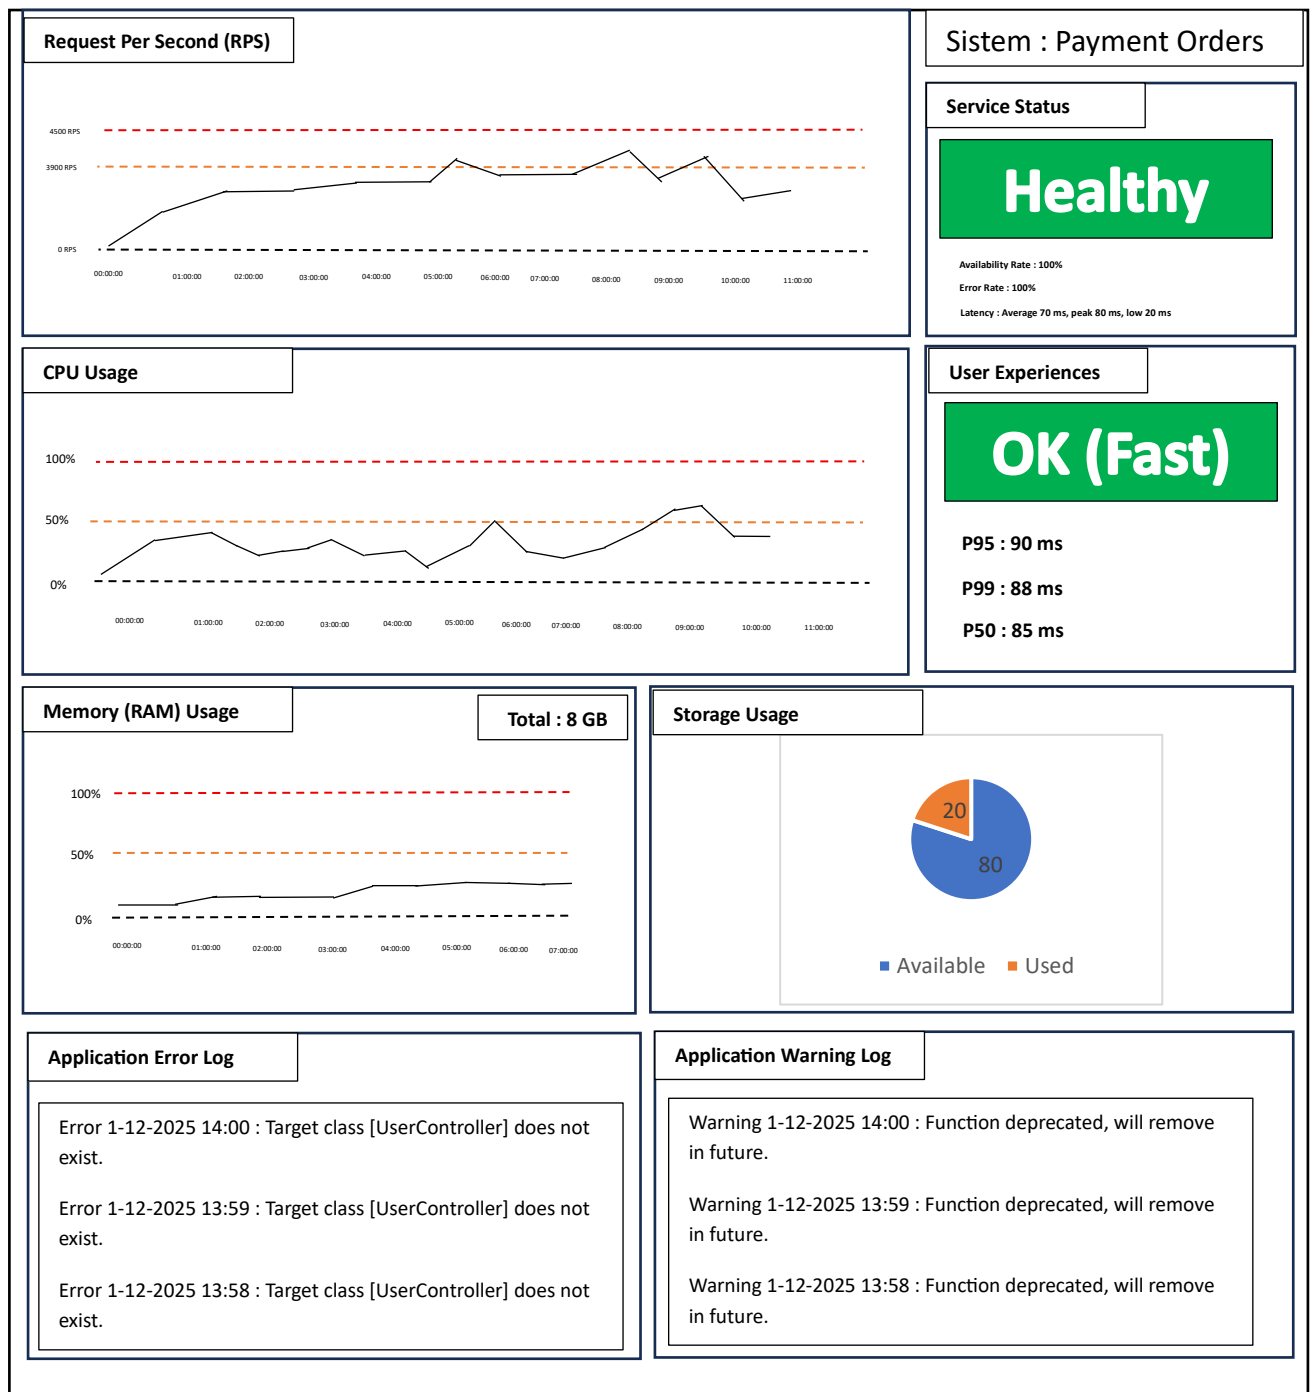 Request Per Second (RPS)
4500 RPS
3900 RPS
0 RPS
00:00:00
01:00:00
02:00:00
03:00:00
04:00:00
05:00:00
06:00:00
07:00:00
08:00:00
09:00:00
10:00:00
11:00:00
Sistem : Payment Orders
Service Status
Healthy
Availability Rate : 100%
Error Rate : 100%
Latency : Average 70 ms, peak 80 ms, low 20 ms
CPU Usage
100%
50%
0%
00:00:00
01:00:00
02:00:00
03:00:00
04:00:00
05:00:00
06:00:00
07:00:00
08:00:00
09:00:00
10:00:00
11:00:00
User Experiences
OK (Fast)
P95 : 90 ms
P99 : 88 ms
P50 : 85 ms
Memory (RAM) Usage
Total : 8 GB
100%
50%
0%
00:00:00
01:00:00
02:00:00
03:00:00
04:00:00
05:00:00
06:00:00
07:00:00
Storage Usage
20
80
Available
Used
Application Error Log
Error 1-12-2025 14:00 : Target class [UserController] does not
exist.
Error 1-12-2025 13:59 : Target class [UserController] does not
exist.
Error 1-12-2025 13:58 : Target class [UserController] does not
exist.
Application Warning Log
Warning 1-12-2025 14:00 : Function deprecated, will remove
in future.
Warning 1-12-2025 13:59 : Function deprecated, will remove
in future.
Warning 1-12-2025 13:58 : Function deprecated, will remove
in future.